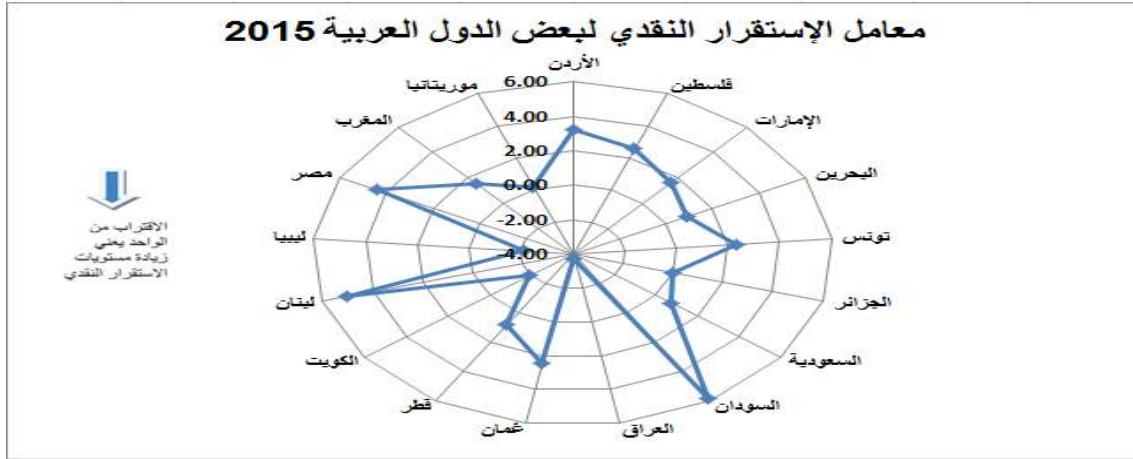 معامل الإستقرار النقدي لبعض الدول العربية 2015
الأردن
فلسطين
الإمارات
البحرين
تونس
الجزائر
السعودية
السودان
العراق
عُمان
قطر
الكويت
لبنان
ليبيا
مصر
المغرب
موريتانيا
6.00
4.00
2.00
0.00
-2.00
-4.00
الاقتراب من
الواحد يعني
زيادة مستويات
الاستقرار النقدي